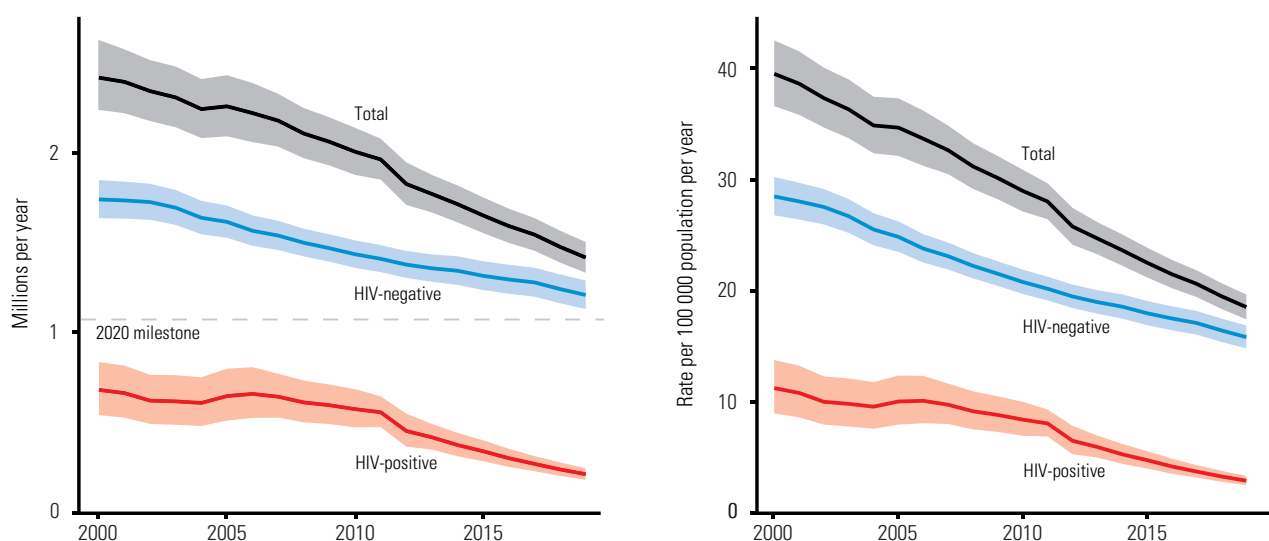 Millions per year
2
1
0
Total
HIV-negative
2020 milestone
HIV-positive
2000
2005
2010
2015
Rate per 100 000 population per year
40
30
20
10
0
Total
HIV-negative
HIV-positive
2000
2005
2010
2015